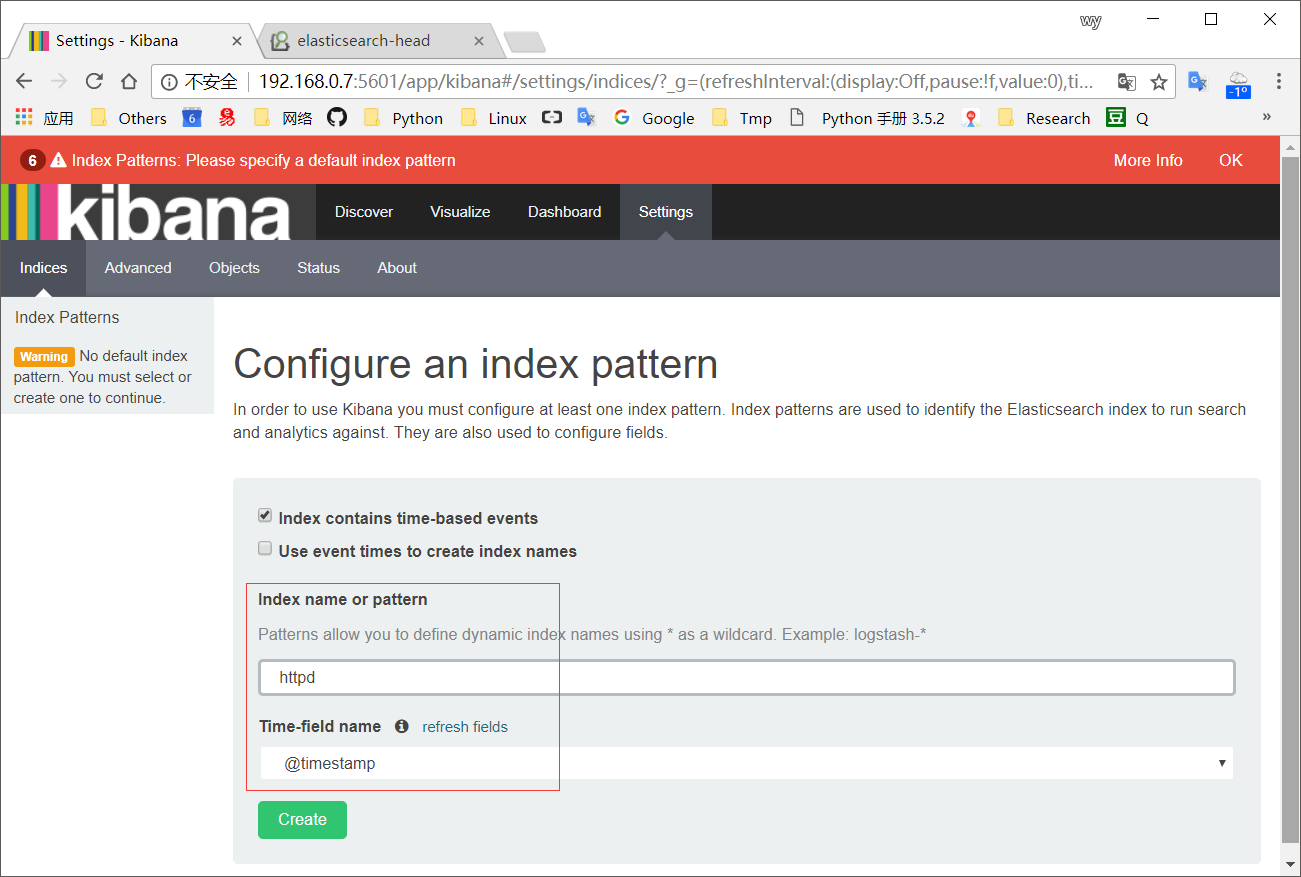 wy
Settings - Kibana
elasticsearch-head
不安全
192.168.0.7:5601/app/kibana#/settings/indices/?_g=(refreshInterval:(display:Off,pause:!f,value:0),ti...
-1°
应用 Others 6 网络 Python Linux Google Tmp Python 手册 3.5.2 Research 豆 Q »
6 Index Patterns: Please specify a default index pattern More Info OK
kibana Discover Visualize Dashboard Settings
Indices Advanced Objects Status About
Index Patterns
Warning No default index
pattern. You must select or
create one to continue.
Configure an index pattern
In order to use Kibana you must configure at least one index pattern. Index patterns are used to identify the Elasticsearch index to run search
and analytics against. They are also used to configure fields.
Index contains time-based events
Use event times to create index names
Index name or pattern
Patterns allow you to define dynamic index names using * as a wildcard. Example: logstash-*
httpd
Time-field name refresh fields
@timestamp
Create